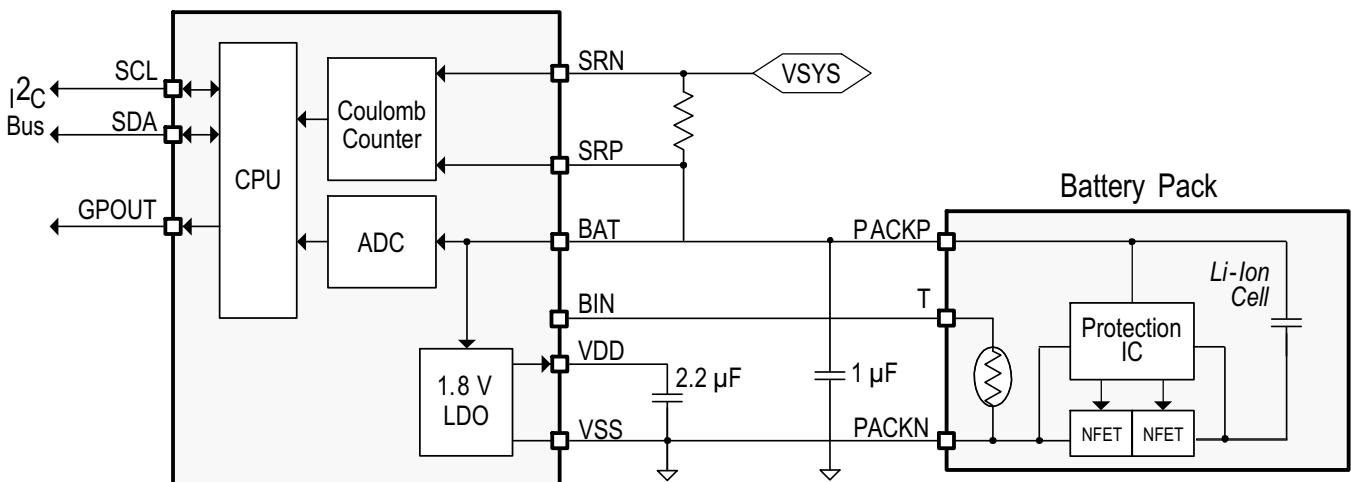 SCL
I2C
Bus
SDA
GPOUT
CPU
Coulomb
Counter
ADC
1.8 V
LDO
SRN
SRP
BAT
BIN
VDD
VSS
VSYS
2.2 µF
1 µF
Battery Pack
PACKP
T
PACKN
Li-Ion
Cell
Protection
IC
NFET
NFET